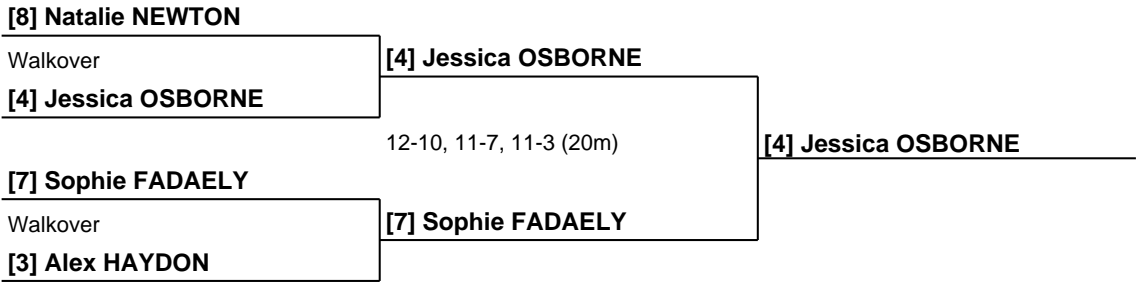 [8] Natalie NEWTON
Walkover
[4] Jessica OSBORNE
[4] Jessica OSBORNE
12-10, 11-7, 11-3 (20m)
[4] Jessica OSBORNE
[7] Sophie FADAELY
Walkover
[7] Sophie FADAELY
[3] Alex HAYDON